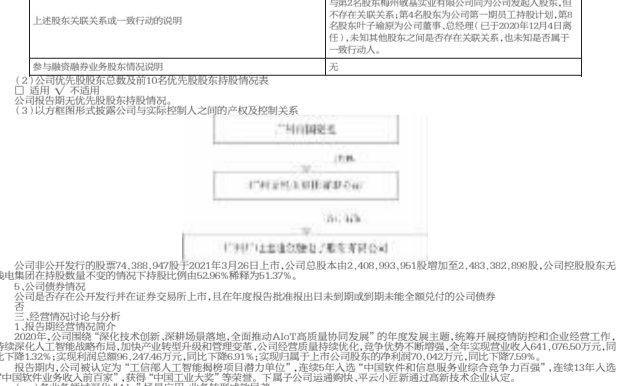 与第2名股东梅州敬基实业有限公司同为公司发起人股东,但
不存在关联关系;第4名股东为公司第一期员工持股计划,第8
名股东叶子瑜原为公司董事、总经理(已于2020年12月4日离
任),未知其他股东之间是否存在关联关系,也未知是否属于
一致行动人。
上述股东关联关系或一致行动的说明
参与融资融券业务股东情况说明 无
(2)公司优先股股东总数及前10名优先股股东持股情况表
□ 适用 √ 不适用
公司报告期无优先股股东持股情况。
(3)以方框图形式披露公司与实际控制人之间的产权及控制关系
公司非公开发行的股票74,388,947股于2021年3月26日上市,公司总股本由2,408,993,951股增加至2,483,382,898股,公司控股股东无
线电集团在持股数量不变的情况下持股比例由52.96%稀释为51.37%。
5、公司债券情况
公司是否存在公开发行并在证券交易所上市,且在年度报告批准报出日未到期或到期未能全额兑付的公司债券
否
三、经营情况讨论与分析
1、报告期经营情况简介
2020年,公司围绕“深化技术创新、深耕场景落地,全面推动AIoT高质量协同发展”的年度发展主题,统筹开展疫情防控和企业经营工作,
持续深化人工智能战略布局,加快产业转型升级和管理变革,公司经营质量持续优化,竞争优势不断增强,全年实现营业收入641,076.50万元,同
比下降1.32%;实现利润总额96,247.46万元,同比下降6.91%;实现归属于上市公司股东的净利润70,042万元,同比下降7.59%。
报告期内,公司被认定为“工信部人工智能揭榜项目潜力单位”,连续5年入选“中国软件和信息服务业综合竞争力百强”,连续13年入选
“中国软件业务收入前百家”,获得“中国工业大奖”等荣誉。下属子公司运通购快、平云小匠新通过高新技术企业认定。